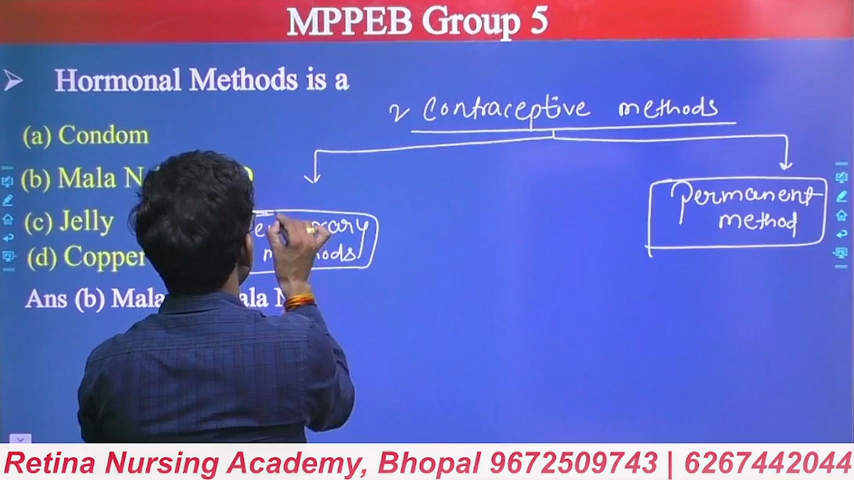 MPPEB Group 5
Hormonal Methods is a
(a) Condom
(b) Mala N
(c) Jelly
(d) Copper
Ans (b) Mala
Contraceptive methods
Permanent
method
Retina Nursing Academy, Bhopal 9672509743 | 6267442044